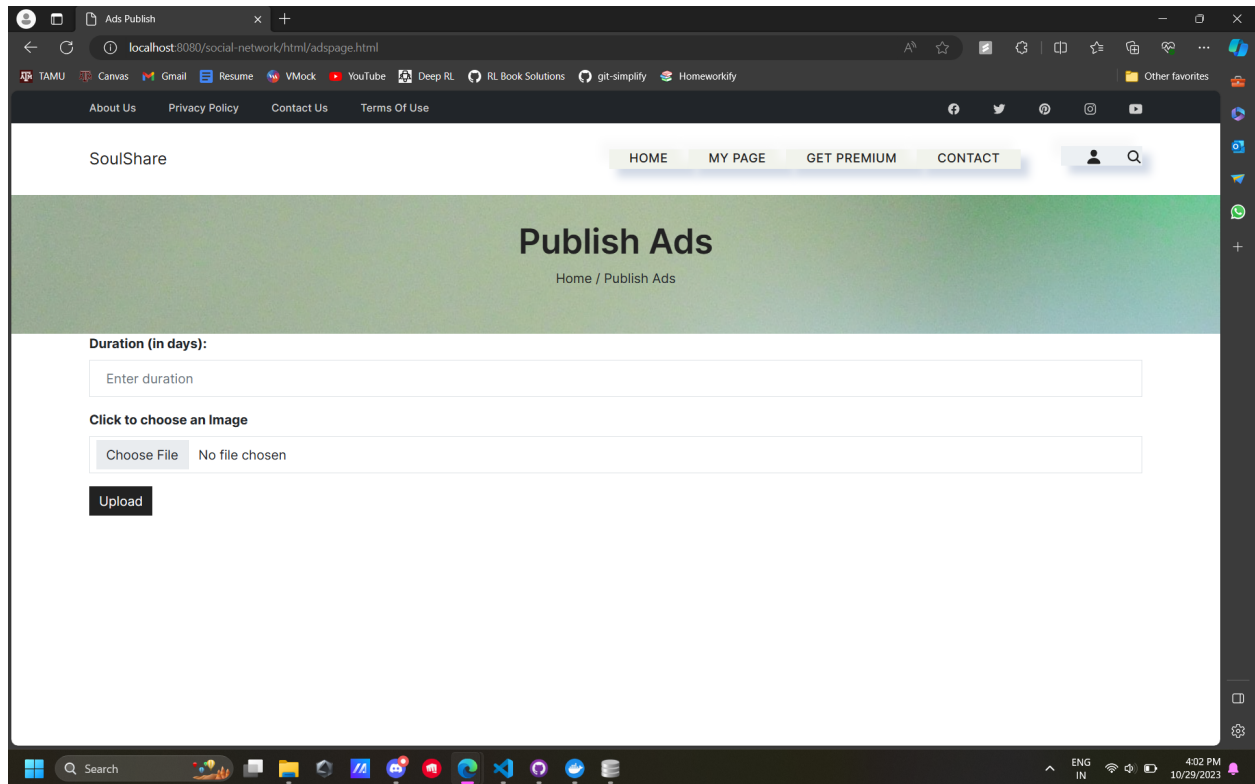 Ads Publish
localhost:8080/social-network/html/adspage.html
TAMU Canvas Gmail Resume VMock YouTube Deep RL RL Book Solutions git-simplify Homeworkify Other favorites
About Us Privacy Policy Contact Us Terms Of Use
SoulShare HOME MY PAGE GET PREMIUM CONTACT
Publish Ads
Home / Publish Ads
Duration (in days):
Enter duration
Click to choose an Image
Choose File No file chosen
Upload
Search ENG 4:02 PM
IN 10/29/2023